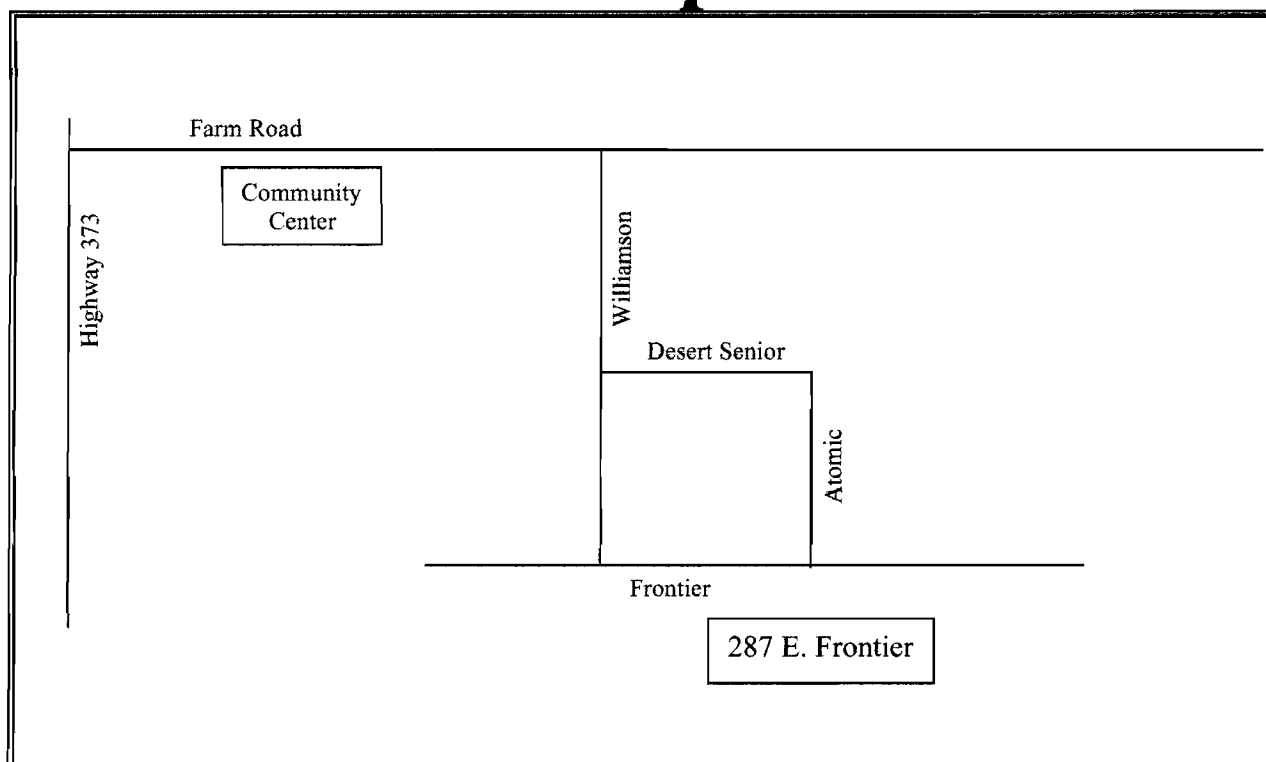 Farm Road
Community
Center
Highway 373
Williamson
Desert Senior
Atomic
Frontier
287 E. Frontier